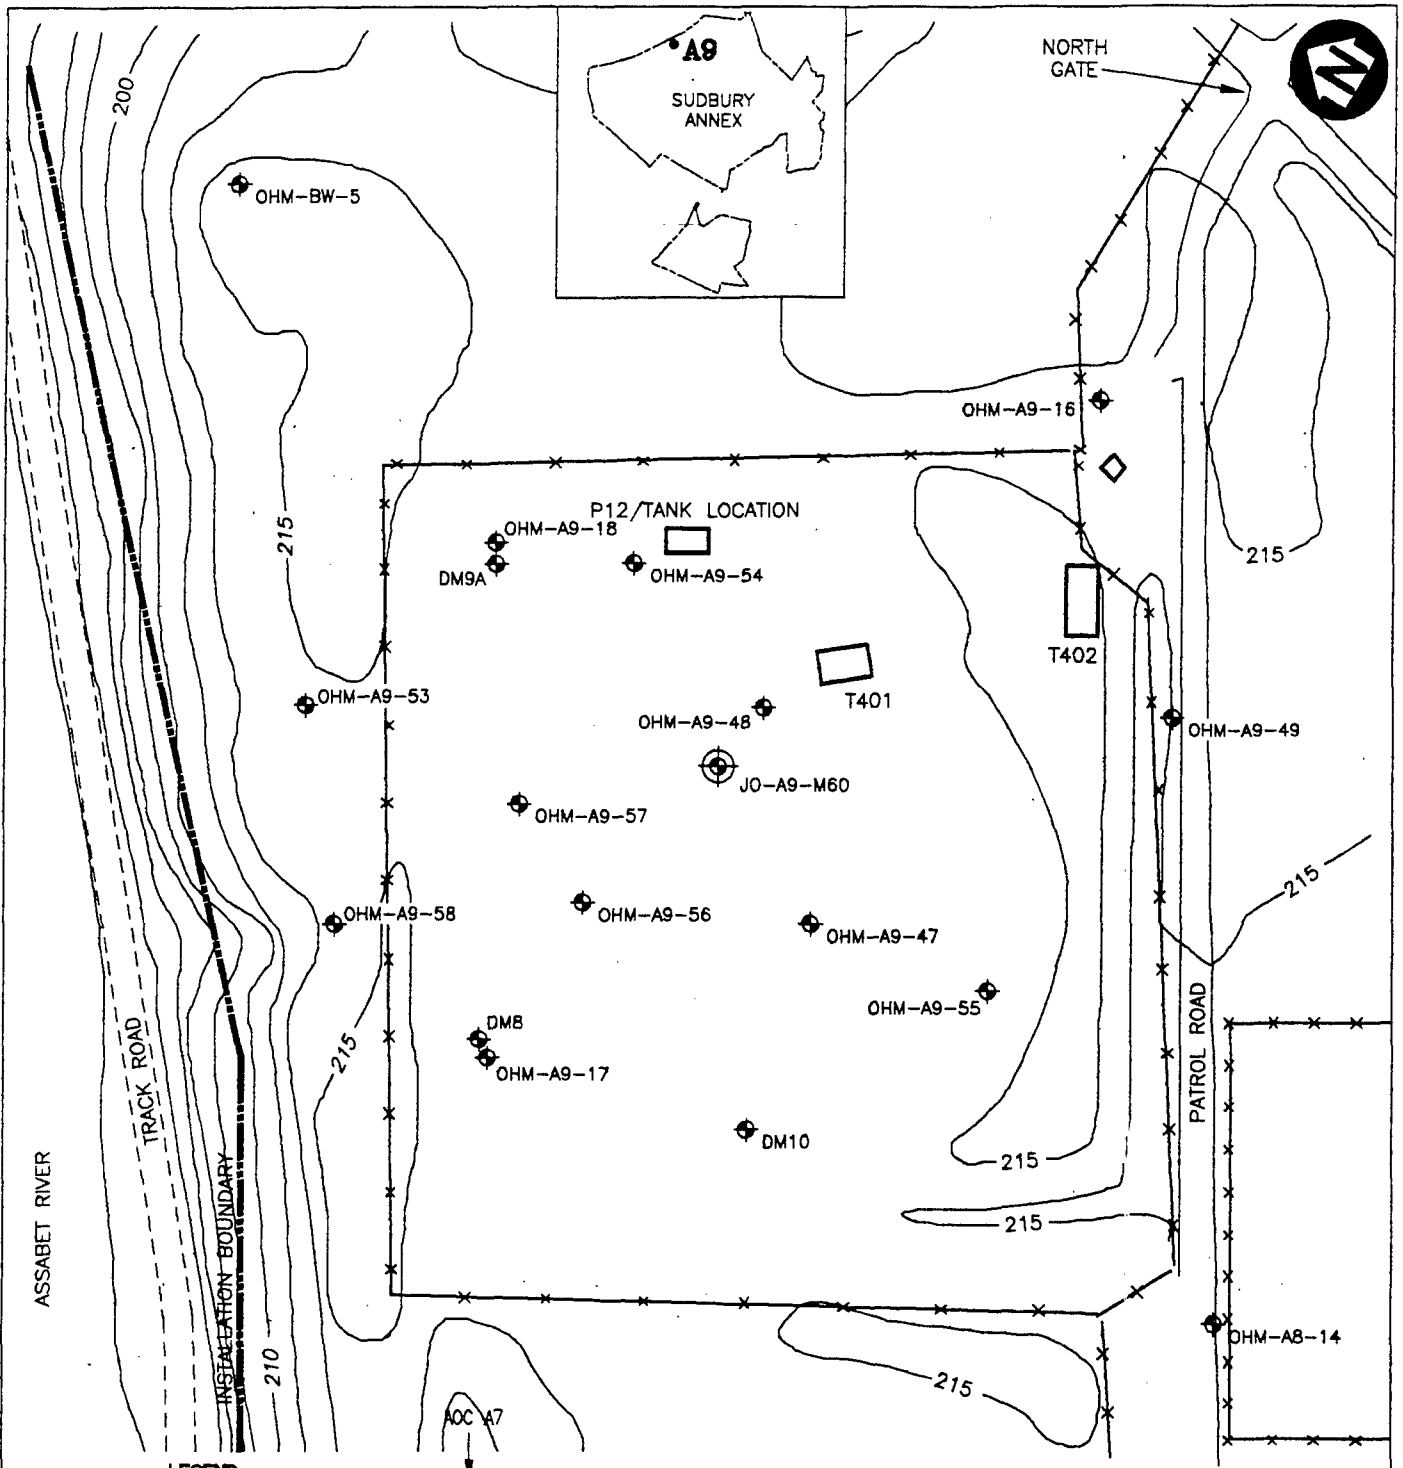 200
A9
SUDBURY
ANNEX
NORTH
GATE
N
OHM-BW-5
OHM-A9-16
P12/TANK LOCATION
OHM-A9-18
DM9A
OHM-A9-54
215
215
T402
T401
OHM-A9-53
OHM-A9-48
OHM-A9-49
JO-A9-M60
OHM-A9-57
215
OHM-A9-58
OHM-A9-56
OHM-A9-47
OHM-A9-55
DM8
OHM-A9-17
215
TRACK ROAD
PATROL ROAD
DM10
215
215
ASSABET RIVER
INSTALLATION BOUNDARY
210
OHM-A8-14
215
AOC A7
LEGEND